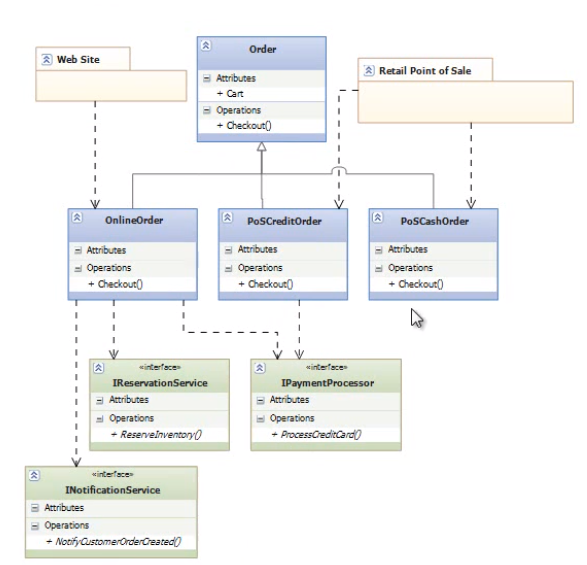 Order
Web Site
Attributes
+ Cart
Operations
+ Checkout()
Retail Point of Sale
OnlineOrder
Attributes
Operations
+ Checkout()
PoSCreditOrder
Attributes
Operations
+ Checkout()
PoSCashOrder
Attributes
Operations
+ Checkout()
«interface»
IReservationService
Attributes
Operations
+ ReserveInventory()
«interface»
IPaymentProcessor
Attributes
Operations
+ ProcessCreditCard()
«interface»
INotificationService
Attributes
Operations
+ NotifyCustomerOrderCreated()